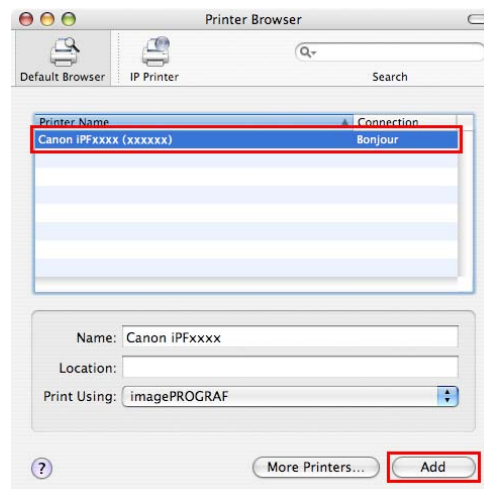 Printer Browser
Default Browser IP Printer Search
Printer Name Connection
Canon iPFxxxx (xxxxxx) Bonjour
Name: Canon iPFxxxx
Location:
Print Using: imagePROGRAF
? More Printers... Add